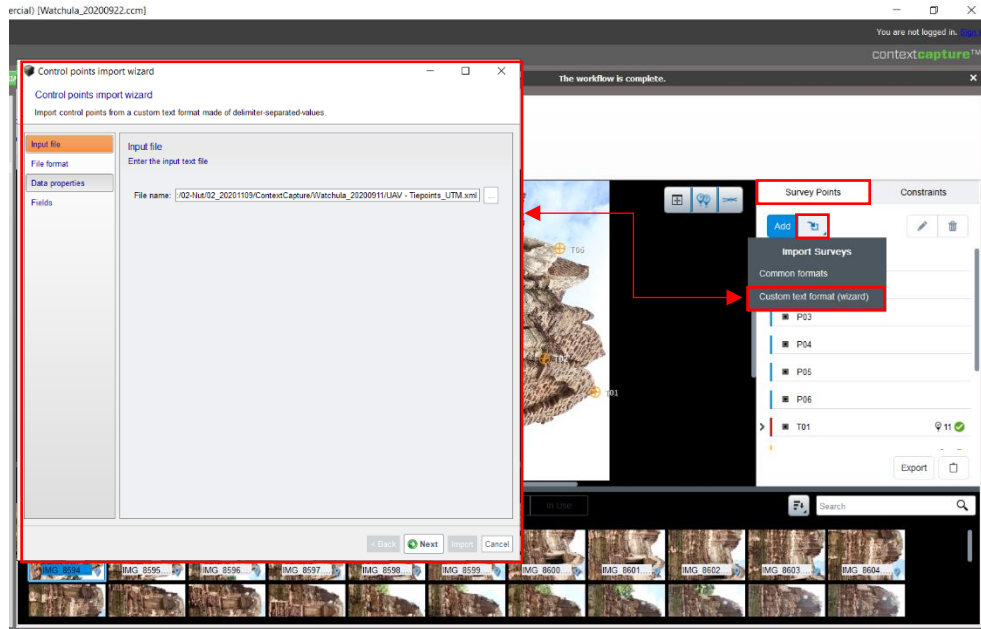 ercial) [Watchula_20200922.ccm]
You are not logged in.
contextcapture™
The workflow is complete.
Control points import wizard
Control points import wizard
Import control points from a custom text format made of delimiter-separated-values.
Input file
File format
Data properties
Fields
Input file
Enter the input text file
File name: :/02-Nut/02_20201109/ContextCapture/Watchula_20200911/UAV - Tiepoints_UTM.xml ...
< Back Next Import Cancel
T06
T02
T01
Survey Points Constraints
Add
Import Surveys
Common formats
Custom text format (wizard)
P03
P04
P05
P06
T01 11
Export
In Use
Search
IMG_8594... IMG_8595... IMG_8596... IMG_8597... IMG_8598... IMG_8599... IMG_8600... IMG_8601... IMG_8602... IMG_8603... IMG_8604...